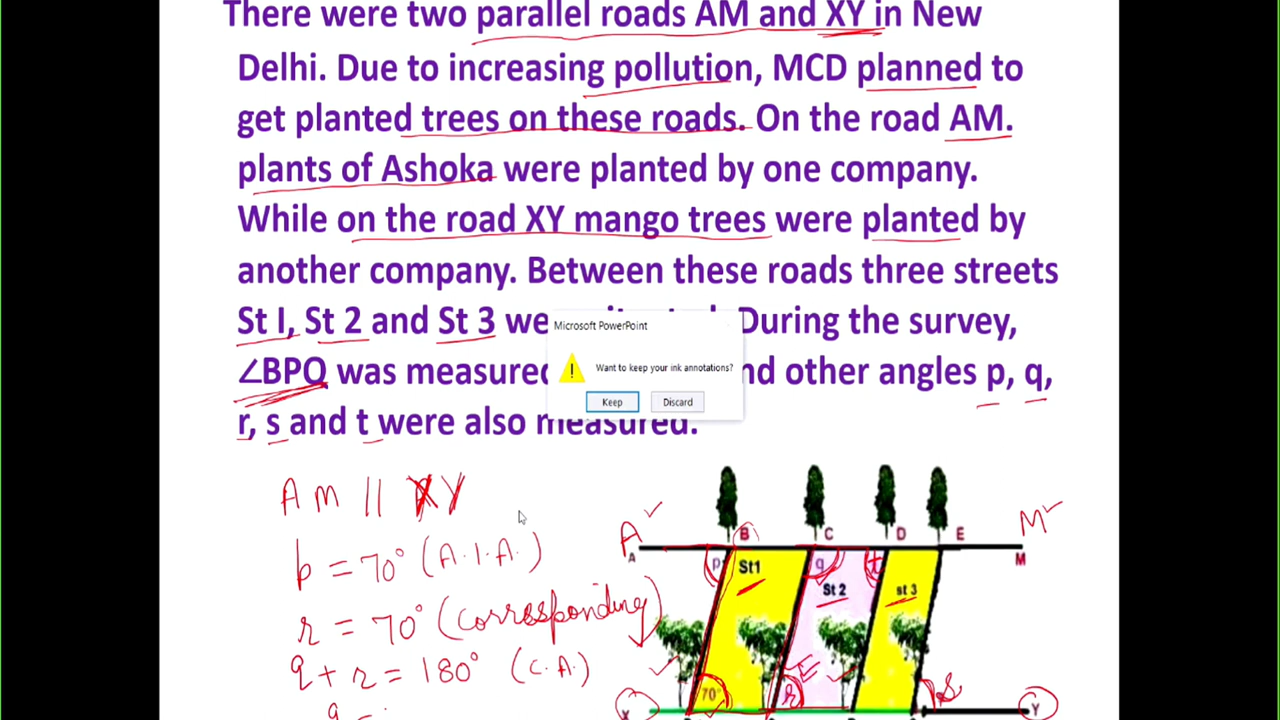 There were two parallel roads AM and XY in New
Delhi. Due to increasing pollution, MCD planned to
get planted trees on these roads. On the road AM.
plants of Ashoka were planted by one company.
While on the road XY mango trees were planted by
another company. Between these roads three streets
St I, St 2 and St 3 were During the survey,
Microsoft PowerPoint
Want to keep your ink annotations?
Keep Discard
∠BPQ was measured and other angles p, q,
r, s and t were also measured.
Am || XY
p = 70° (A.I.A.)
r = 70° (corresponding)
q + r = 180° (C.A.)
q =
A M
B C D E
A M
p St1 q t
St 2 st 3
70° r S
X Y